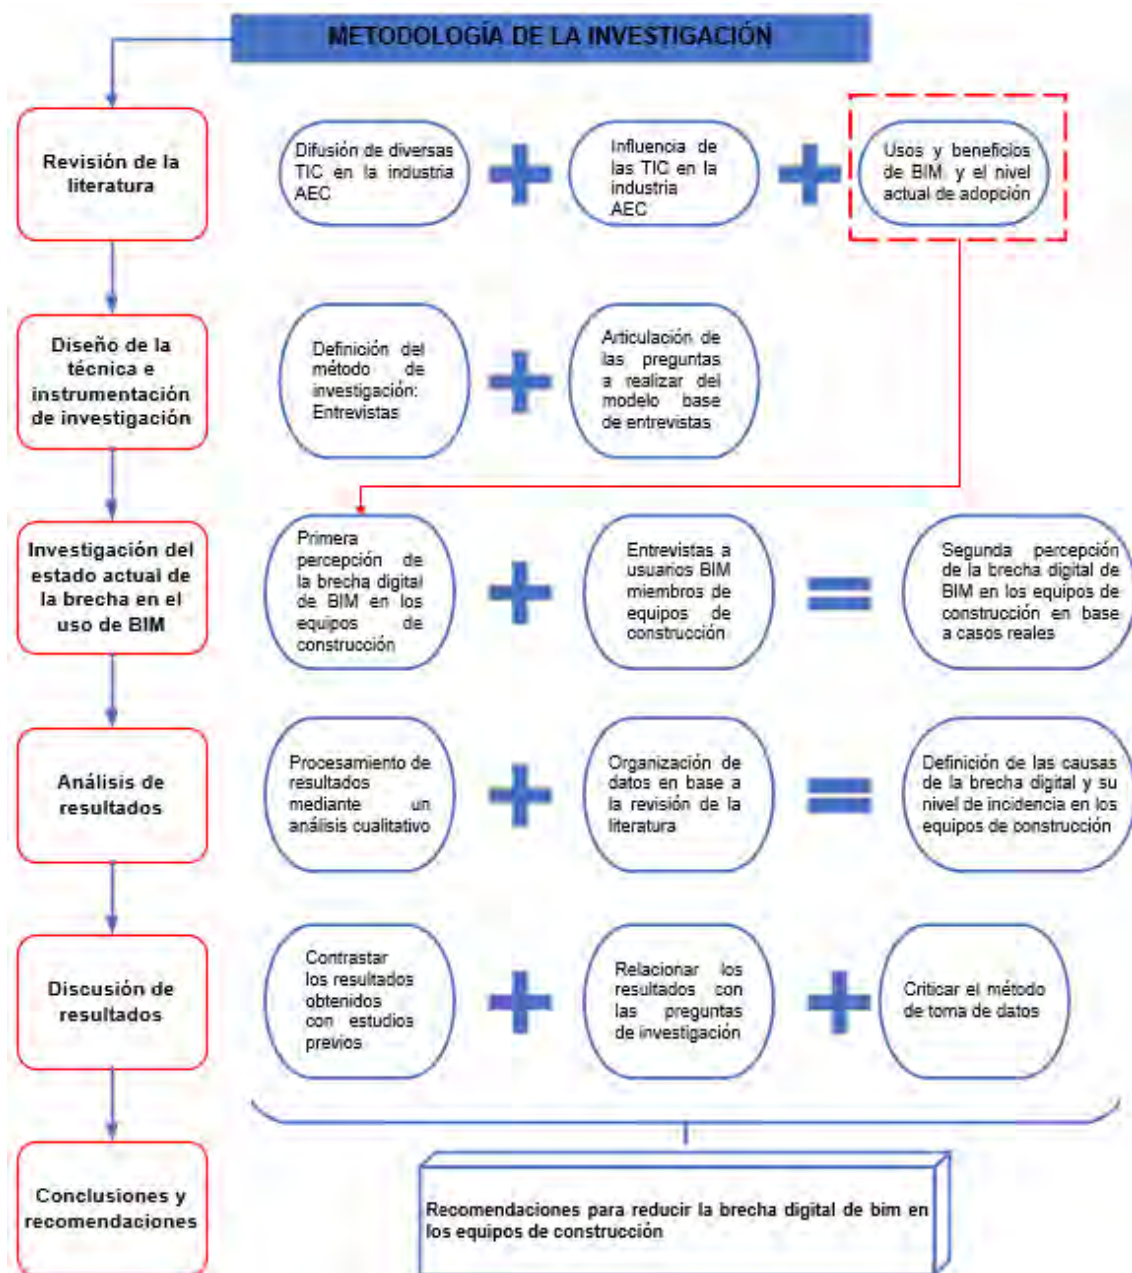 METODOLOGÍA DE LA INVESTIGACIÓN
Revisión de la
literatura
Difusión de diversas
TIC en la industria
AEC
Influencia de
las TIC en la
industria
AEC
Usos y beneficios
de BIM. y el nivel
actual de adopción
Diseño de la
técnica e
instrumentación
de investigación
Definición del
método de
investigación:
Entrevistas
Articulación de
las preguntas
a realizar del
modelo base
de entrevistas
Investigación del
estado actual de
la brecha en el
uso de BIM
Primera
percepción de
la brecha digital
de BIM en los
equipos de
construcción
Entrevistas a
usuarios BIM
miembros de
equipos de
construcción
Segunda percepción
de la brecha digital de
BIM en los equipos de
construcción en base
a casos reales
Análisis de
resultados
Procesamiento de
resultados
mediante un
análisis cualitativo
Organización de
datos en base a
la revisión de la
literatura
Definición de las causas
de la brecha digital y su
nivel de incidencia en los
equipos de construcción
Discusión de
resultados
Contrastar
los resultados
obtenidos
con estudios
previos
Relacionar los
resultados con
las preguntas
de investigación
Criticar el método
de toma de datos
Conclusiones y
recomendaciones
Recomendaciones para reducir la brecha digital de bim en
los equipos de construcción